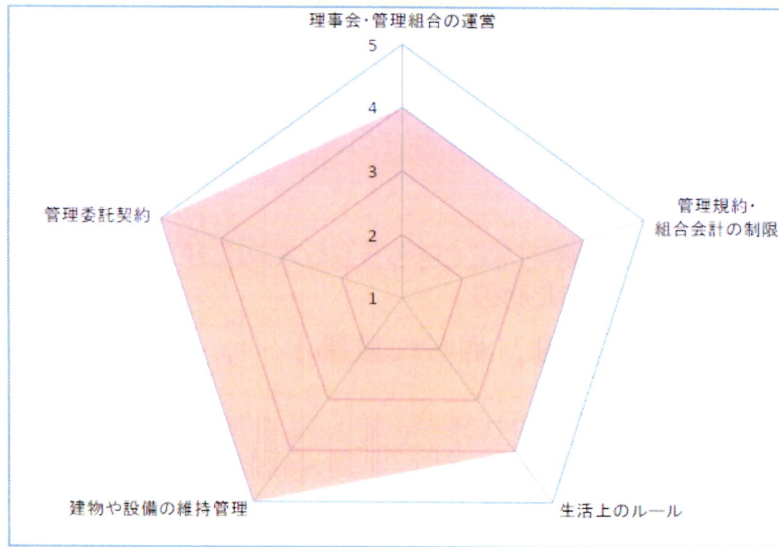 理事会・管理組合の運営
5
4
3
2
1
管理規約・
組合会計の制限
生活上のルール
建物や設備の維持管理
管理委託契約